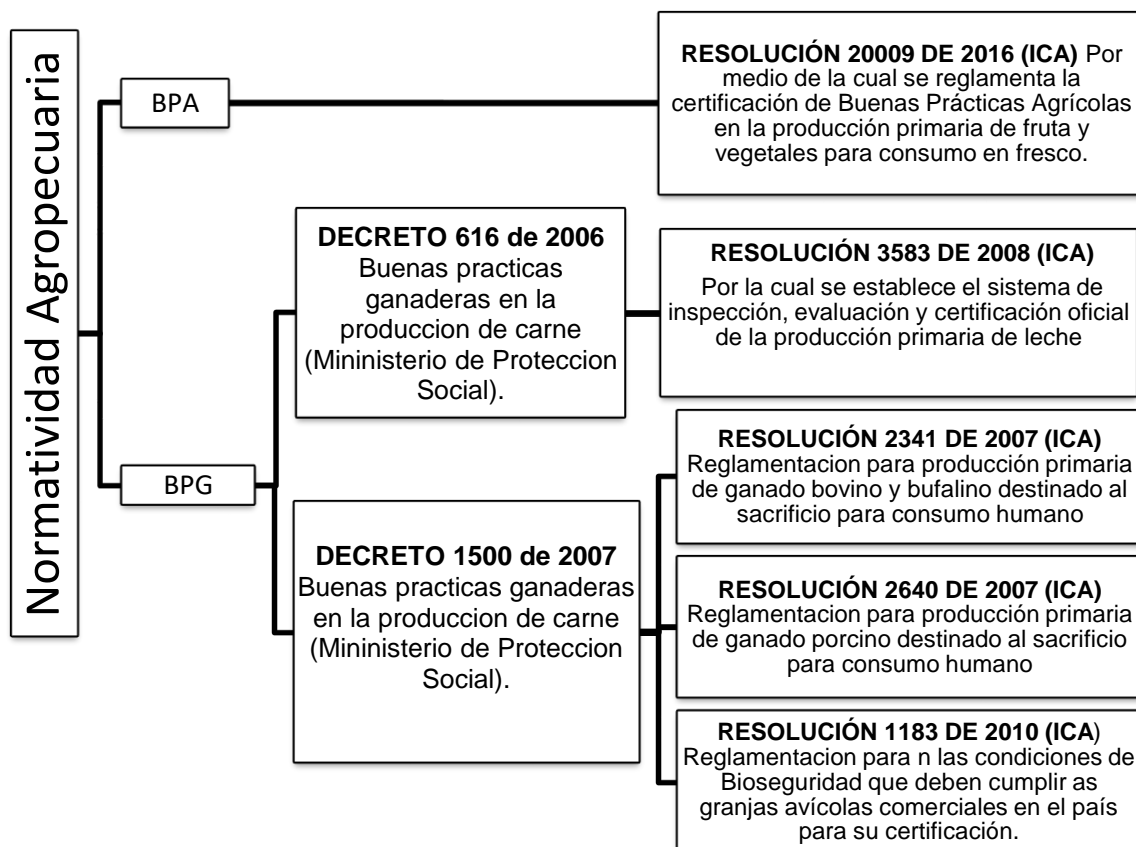 Normatividad Agropecuaria
BPA
RESOLUCIÓN 20009 DE 2016 (ICA) Por
medio de la cual se reglamenta la
certificación de Buenas Prácticas Agrícolas
en la producción primaria de fruta y
vegetales para consumo en fresco.
BPG
DECRETO 616 de 2006
Buenas practicas
ganaderas en la
produccion de carne
(Mininisterio de Proteccion
Social).
RESOLUCIÓN 3583 DE 2008 (ICA)
Por la cual se establece el sistema de
inspección, evaluación y certificación oficial
de la producción primaria de leche
DECRETO 1500 de 2007
Buenas practicas ganaderas
en la produccion de carne
(Mininisterio de Proteccion
Social).
RESOLUCIÓN 2341 DE 2007 (ICA)
Reglamentacion para producción primaria
de ganado bovino y bufalino destinado al
sacrificio para consumo humano
RESOLUCIÓN 2640 DE 2007 (ICA)
Reglamentacion para producción primaria
de ganado porcino destinado al sacrificio
para consumo humano
RESOLUCIÓN 1183 DE 2010 (ICA)
Reglamentacion para n las condiciones de
Bioseguridad que deben cumplir as
granjas avícolas comerciales en el país
para su certificación.